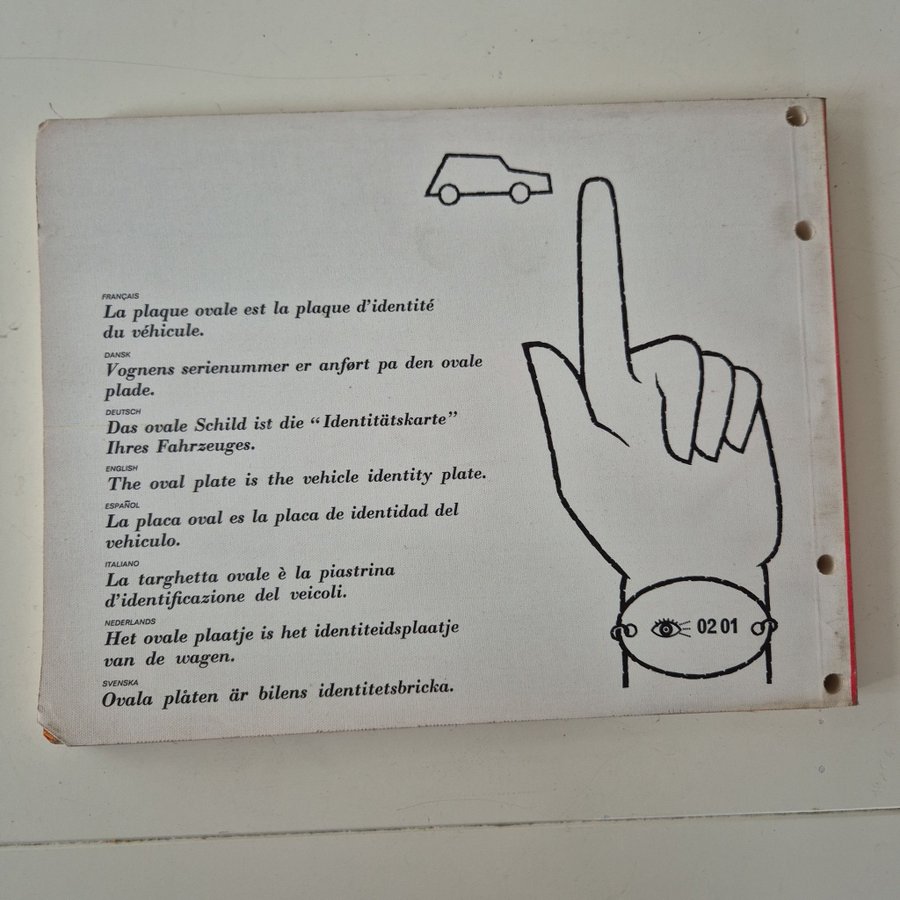 FRANÇAIS
La plaque ovale est la plaque d'identité
du véhicule.
DANSK
Vognens serienummer er anført pa den ovale
plade.
DEUTSCH
Das ovale Schild ist die “Identitätskarte”
Ihres Fahrzeuges.
ENGLISH
The oval plate is the vehicle identity plate.
ESPAÑOL
La placa oval es la placa de identidad del
vehiculo.
ITALIANO
La targhetta ovale è la piastrina
d'identificazione del veicoli.
NEDERLANDS
Het ovale plaatje is het identiteidsplaatje
van de wagen.
SVENSKA
Ovala plåten är bilens identitetsbricka.
02 01